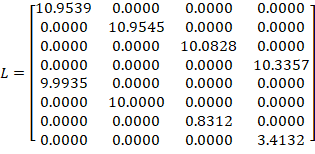 10.9539 0.0000 0.0000 0.0000
0.0000 10.9545 0.0000 0.0000
0.0000 0.0000 10.0828 0.0000
0.0000 0.0000 0.0000 10.3357
L = 9.9935 0.0000 0.0000 0.0000
0.0000 10.0000 0.0000 0.0000
0.0000 0.0000 0.8312 0.0000
0.0000 0.0000 0.0000 3.4132